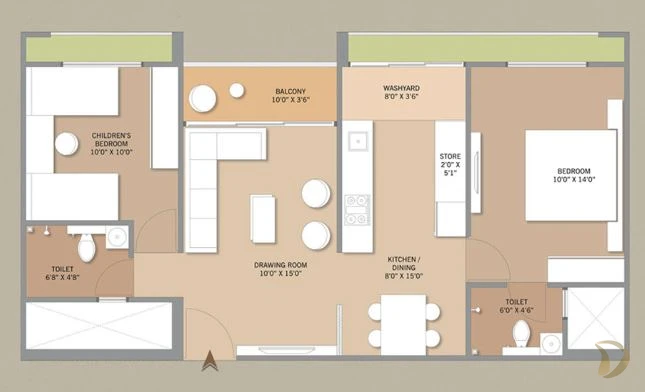 BALCONY
10'0" X 3'6"
WASHYARD
8'0" X 3'6"
CHILDREN'S
BEDROOM
10'0" X 10'0"
STORE
2'0" X
5'1"
BEDROOM
10'0" X 14'0"
TOILET
6'8" X 4'8"
DRAWING ROOM
10'0" X 15'0"
KITCHEN /
DINING
8'0" X 15'0"
TOILET
6'0" X 4'6"